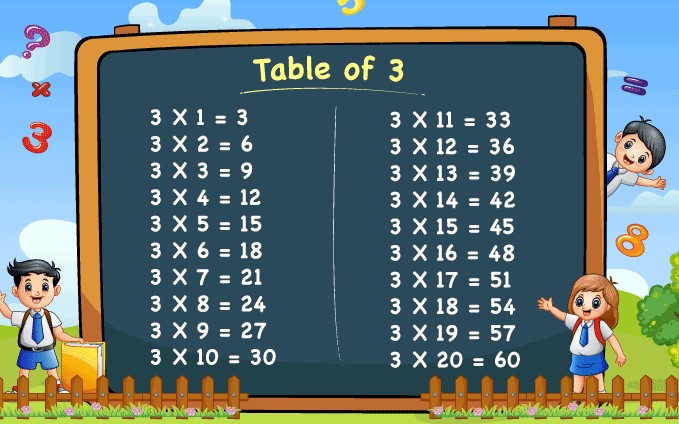 Table of 3
3 X 1 = 3
3 X 2 = 6
3 X 3 = 9
3 X 4 = 12
3 X 5 = 15
3 X 6 = 18
3 X 7 = 21
3 X 8 = 24
3 X 9 = 27
3 X 10 = 30
3 X 11 = 33
3 X 12 = 36
3 X 13 = 39
3 X 14 = 42
3 X 15 = 45
3 X 16 = 48
3 X 17 = 51
3 X 18 = 54
3 X 19 = 57
3 X 20 = 60
?
x
3
=
8